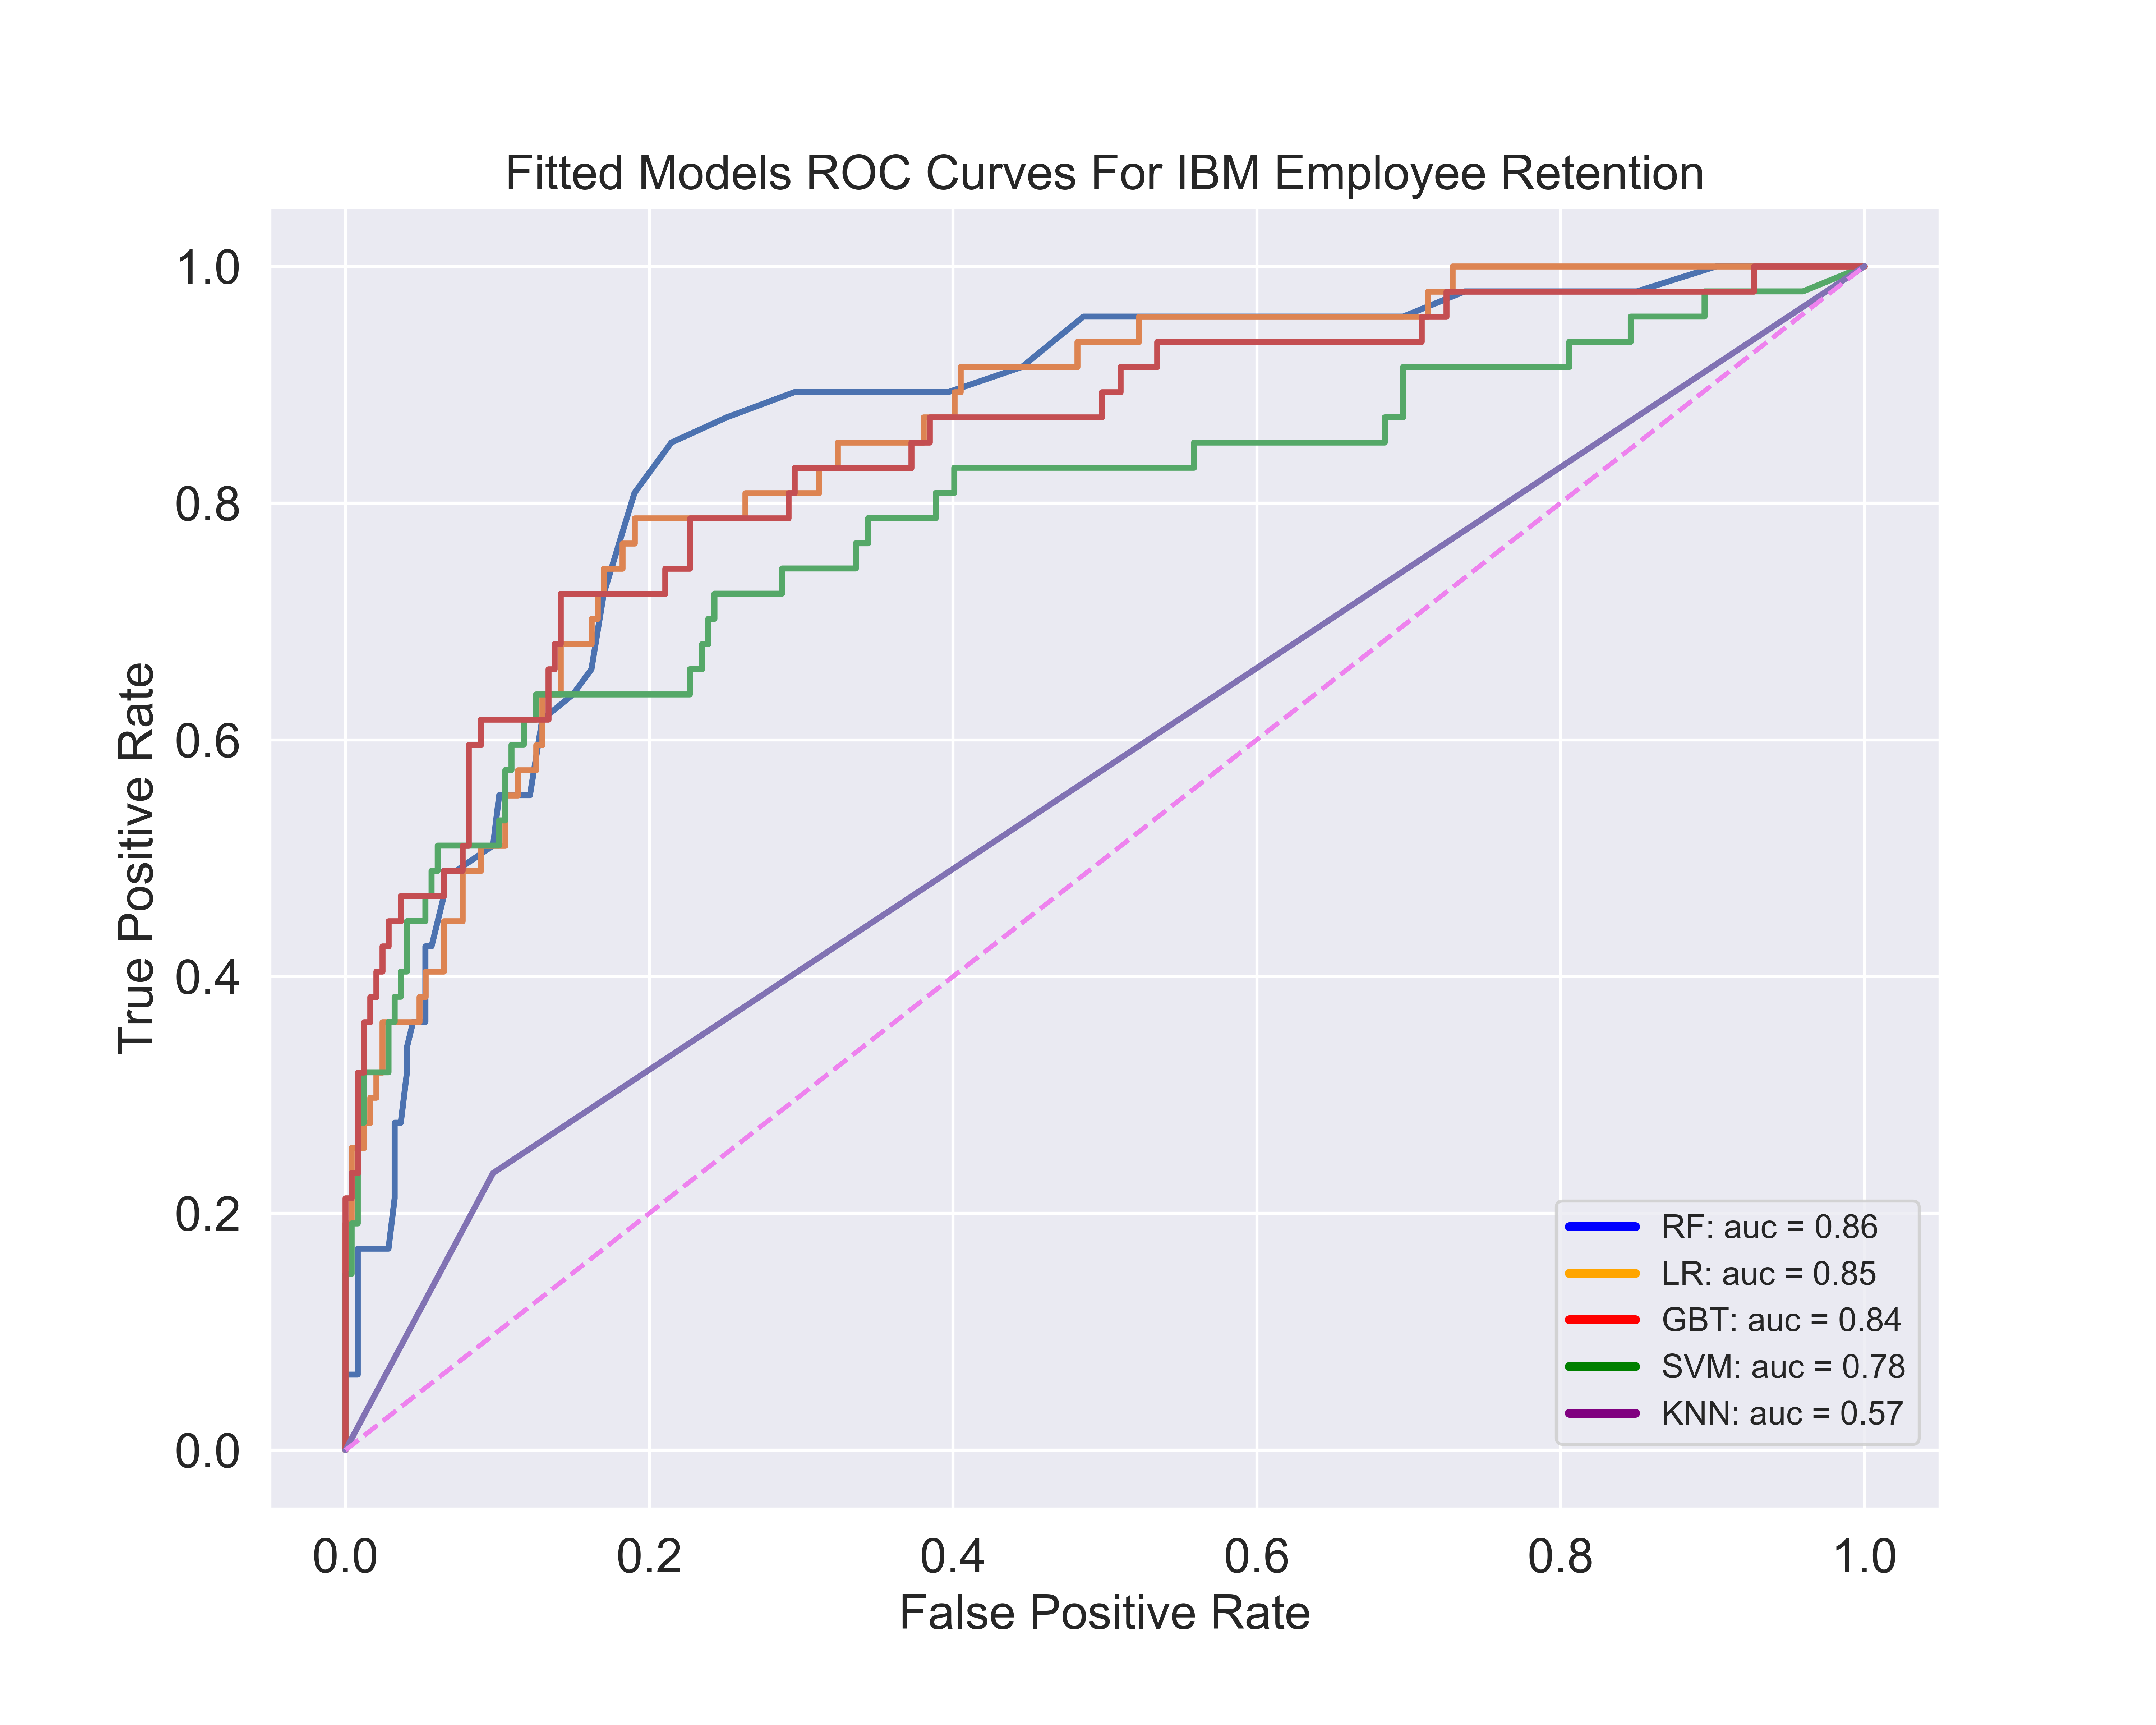 Fitted Models ROC Curves For IBM Employee Retention
1.0
0.8
0.6
0.4
0.2
0.0
True Positive Rate
0.0 0.2 0.4 0.6 0.8 1.0
False Positive Rate
RF: auc = 0.86
LR: auc = 0.85
GBT: auc = 0.84
SVM: auc = 0.78
KNN: auc = 0.57